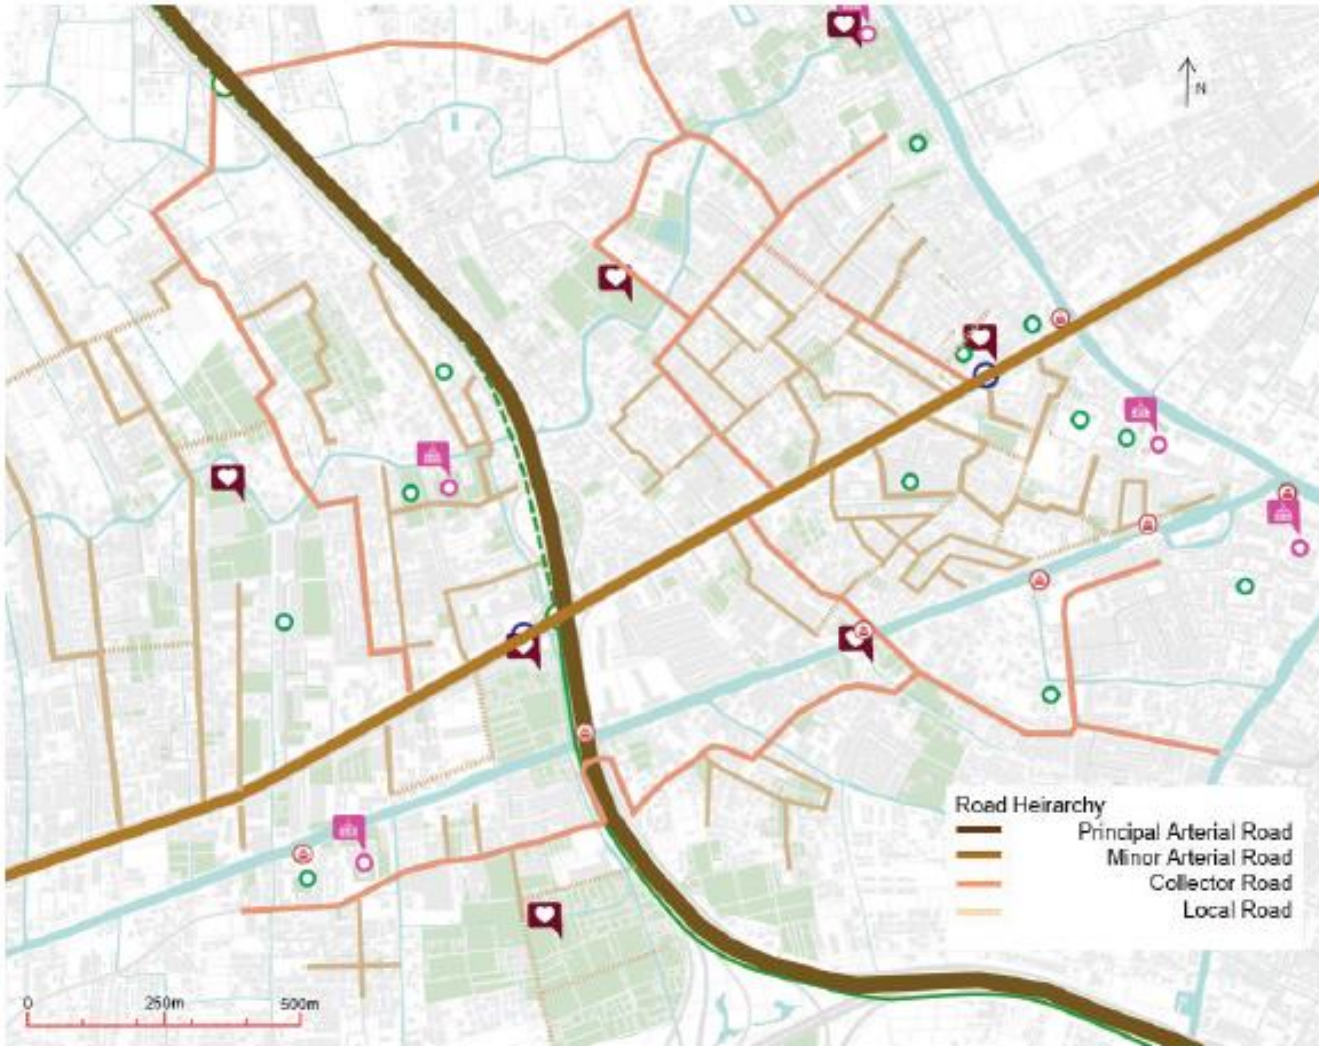 N
Road Heirarchy
Principal Arterial Road
Minor Arterial Road
Collector Road
Local Road
0 250m 500m